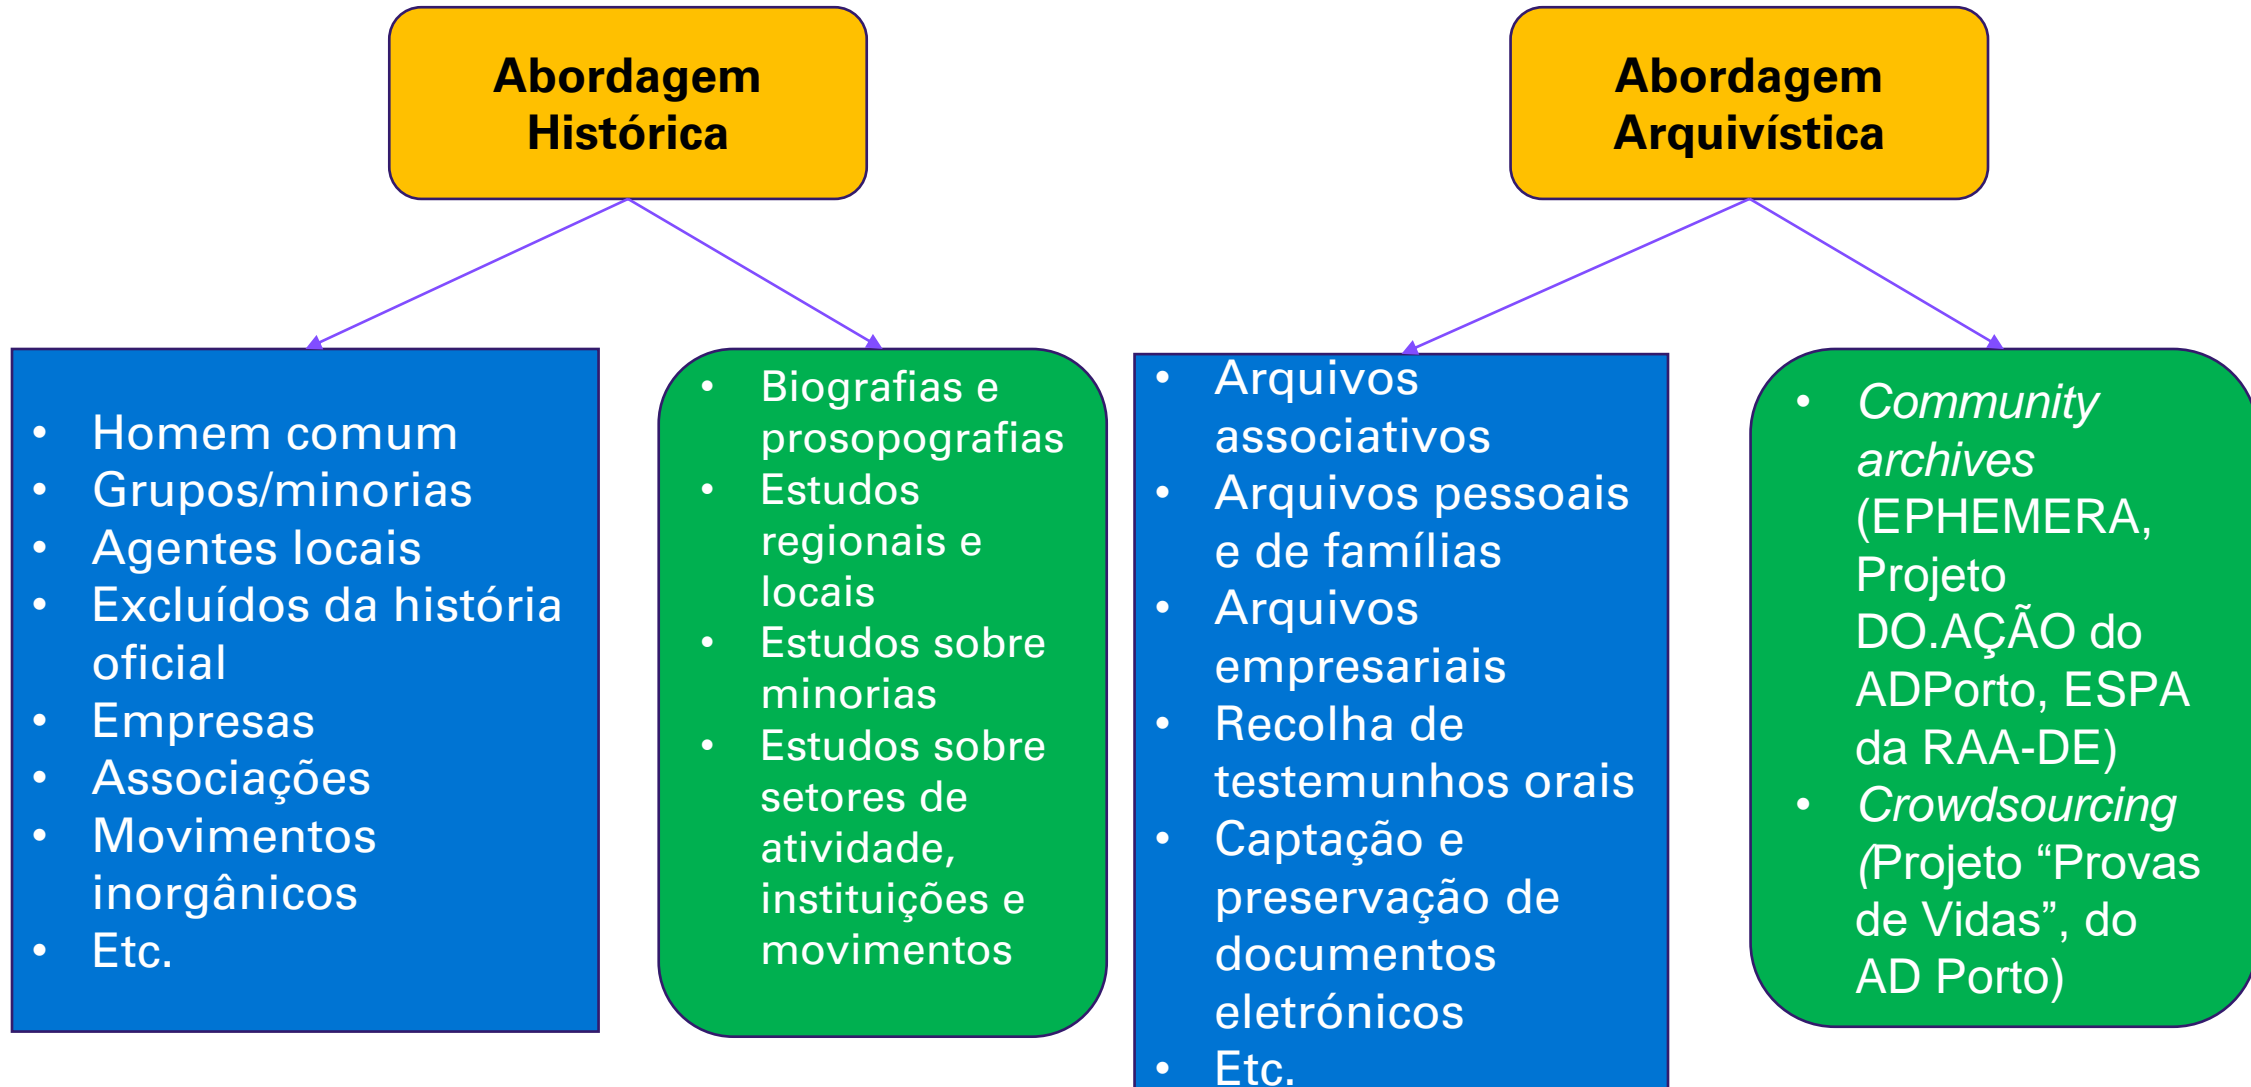 Abordagem
Histórica
Abordagem
Arquivística
• Homem comum
• Grupos/minorias
• Agentes locais
• Excluídos da história
oficial
• Empresas
• Associações
• Movimentos
inorgânicos
• Etc.
• Biografias e
prosopografias
• Estudos
regionais e
locais
• Estudos sobre
minorias
• Estudos sobre
setores de
atividade,
instituições e
movimentos
• Arquivos
associativos
• Arquivos pessoais
e de famílias
• Arquivos
empresariais
• Recolha de
testemunhos orais
• Captação e
preservação de
documentos
eletrónicos
• Etc.
• Community
archives
(EPHEMERA,
Projeto
DO.AÇÃO do
ADPorto, ESPA
da RAA-DE)
• Crowdsourcing
(Projeto “Provas
de Vidas”, do
AD Porto)